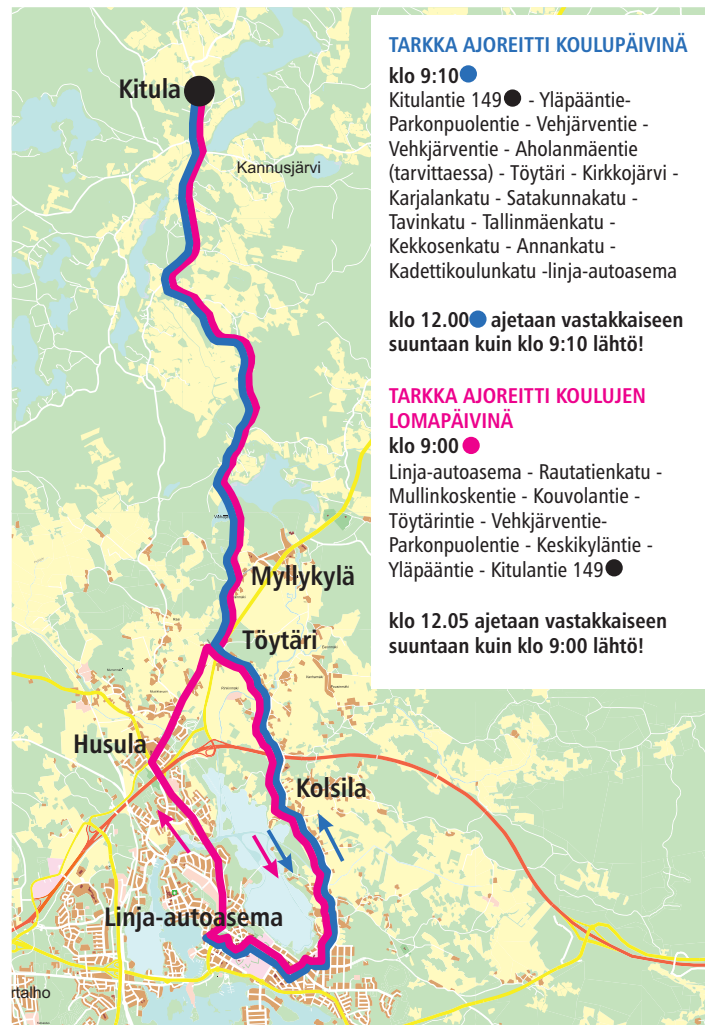 TARKKA AJOREITTI KOULUPÄIVINÄ
klo 9:10
Kitulantie 149 - Yläpääntie-
Parkonpuolentie - Vehjärventie -
Vehkjärventie - Aholanmäentie
(tarvittaessa) - Töytäri - Kirkkojärvi -
Karjalankatu - Satakunnakatu -
Tavinkatu - Tallinmäenkatu -
Kekkosenkatu - Annankatu -
Kadettikoulunkatu -linja-autoasema
klo 12.00 ajetaan vastakkaiseen
suuntaan kuin klo 9:10 lähtö!
TARKKA AJOREITTI KOULUJEN
LOMAPÄIVINÄ
klo 9:00
Linja-autoasema - Rautatienkatu -
Mullinkoskentie - Kouvolantie -
Töytärintie - Vehkjärventie-
Parkonpuolentie - Keskikyläntie -
Yläpääntie - Kitulantie 149
klo 12.05 ajetaan vastakkaiseen
suuntaan kuin klo 9:00 lähtö!
Kitula
Kannusjärvi
Myllykylä
Töytäri
Husula
Kolsila
Linja-autoasema
rtalho